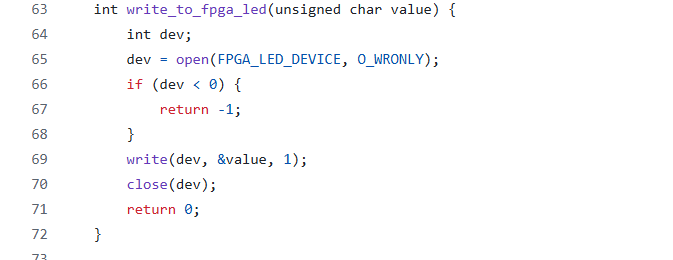 63 int write_to_fpga_led(unsigned char value) {
64 int dev;
65 dev = open(FPGA_LED_DEVICE, O_WRONLY);
66 if (dev < 0) {
67 return -1;
68 }
69 write(dev, &value, 1);
70 close(dev);
71 return 0;
72 }
73